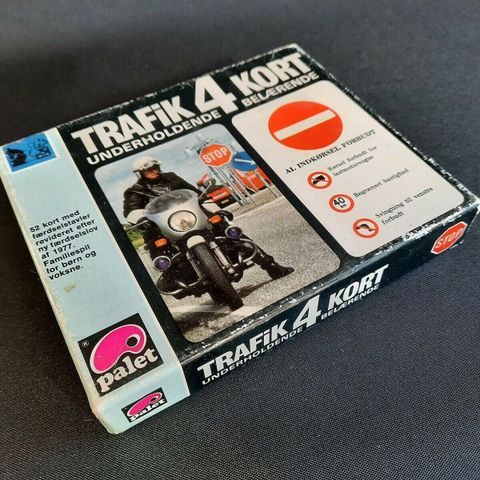 TRAFiK 4 KORT
UNDERHOLDENDE BELÆRENDE
STOP
AL INDKØRSEL FORBUDT
Kørsel forbudt for
lastmotorvogne
40
km
Begrænset hastighed
Svingning til venstre
forbudt
52 kort med
færdselstavler
revideret efter
ny færdselslov
af 1977.
Familiespil
for børn og
voksne.
palet
®
STOP
TRAFiK 4 KORT
UNDERHOLDENDE BELÆRENDE
palet